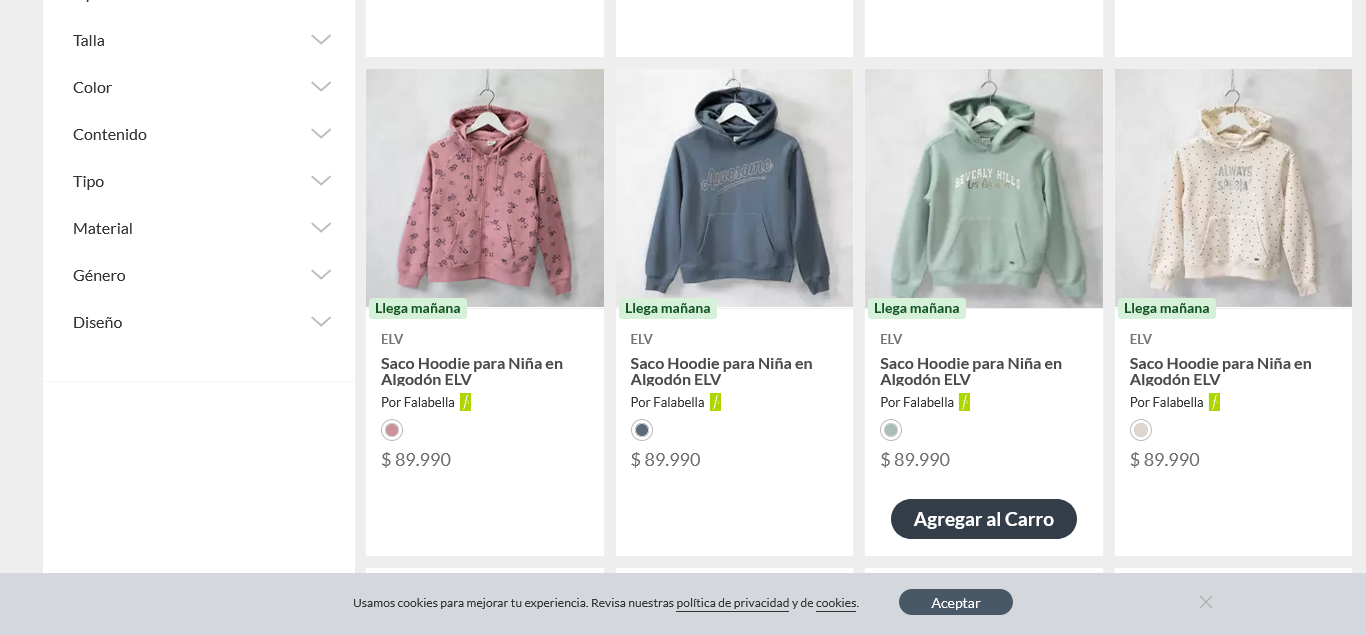 Talla
Color
Contenido
Tipo
Material
Género
Diseño
Awesome
BEVERLY HILLS
ALWAYS
Llega mañana
Llega mañana
Llega mañana
Llega mañana
ELV
ELV
ELV
ELV
Saco Hoodie para Niña en
Algodón ELV
Saco Hoodie para Niña en
Algodón ELV
Saco Hoodie para Niña en
Algodón ELV
Saco Hoodie para Niña en
Algodón ELV
Por Falabella
Por Falabella
Por Falabella
Por Falabella
$ 89.990
$ 89.990
$ 89.990
$ 89.990
Agregar al Carro
Usamos cookies para mejorar tu experiencia. Revisa nuestras política de privacidad y de cookies.
Aceptar